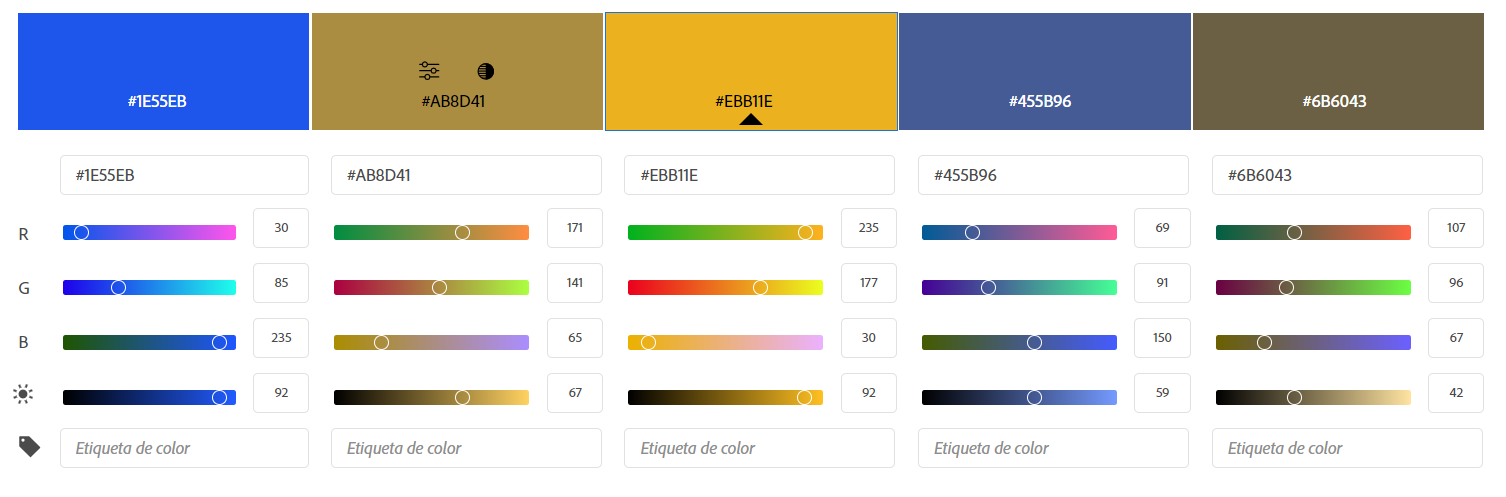 #1E55EB #AB8D41 #EBB11E #455B96 #6B6043
#1E55EB #AB8D41 #EBB11E #455B96 #6B6043
R 30 171 235 69 107
G 85 141 177 91 96
B 235 65 30 150 67
92 67 92 59 42
Etiqueta de color Etiqueta de color Etiqueta de color Etiqueta de color Etiqueta de color